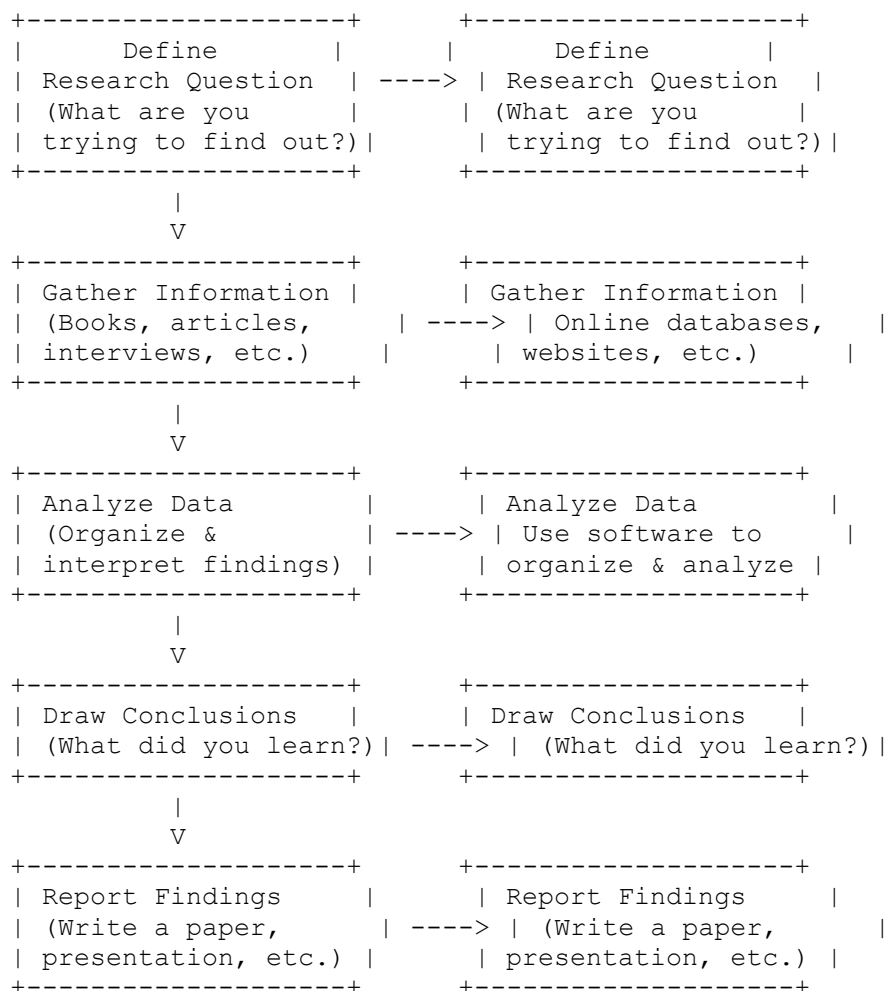 +--------------------+ +--------------------+
| Define | | Define |
| Research Question | ----> | Research Question |
| (What are you | | (What are you |
| trying to find out?)| | trying to find out?)|
+--------------------+ +--------------------+
|
V
+--------------------+ +--------------------+
| Gather Information | | Gather Information |
| (Books, articles, | ----> | Online databases, |
| interviews, etc.) | | websites, etc.) |
+--------------------+ +--------------------+
|
V
+--------------------+ +--------------------+
| Analyze Data | | Analyze Data |
| (Organize & | ----> | Use software to |
| interpret findings) | | organize & analyze |
+--------------------+ +--------------------+
|
V
+--------------------+ +--------------------+
| Draw Conclusions | | Draw Conclusions |
| (What did you learn?)| ----> | (What did you learn?)|
+--------------------+ +--------------------+
|
V
+--------------------+ +--------------------+
| Report Findings | | Report Findings |
| (Write a paper, | ----> | (Write a paper, |
| presentation, etc.) | | presentation, etc.) |
+--------------------+ +--------------------+